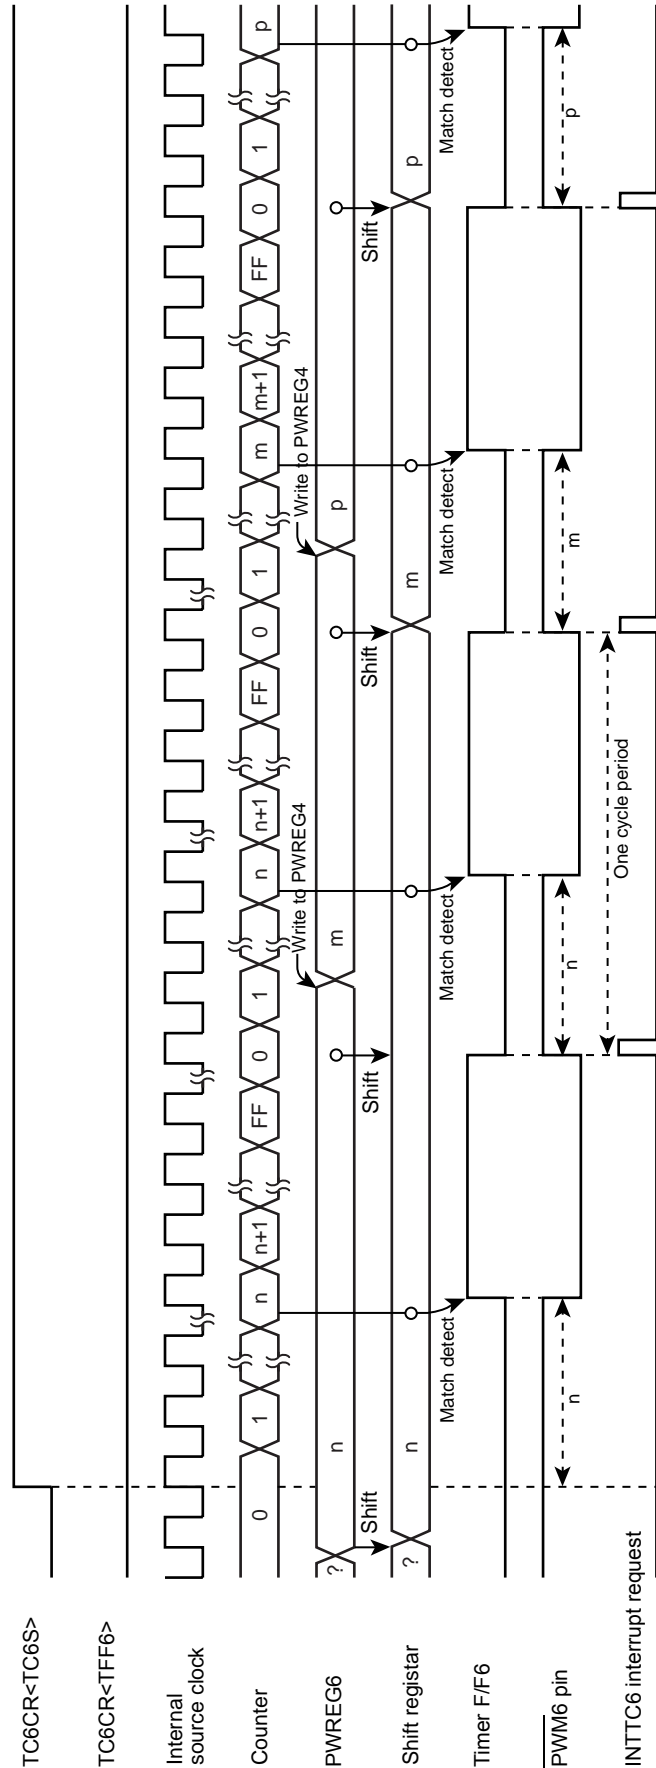 TC6CR<TC6S>
TC6CR<TFF6>
Internal
source clock
Counter
0 1 n n+1 FF 0 1 n n+1 FF 0 1 m m+1 FF 0 1 p
Write to PWREG4
Write to PWREG4
PWREG6
? n m p
Shift Shift Shift Shift
Shift registar
? n m p
Match detect Match detect Match detect Match detect
Timer F/F6
PWM6 pin
n n m p
One cycle period
INTTC6 interrupt request